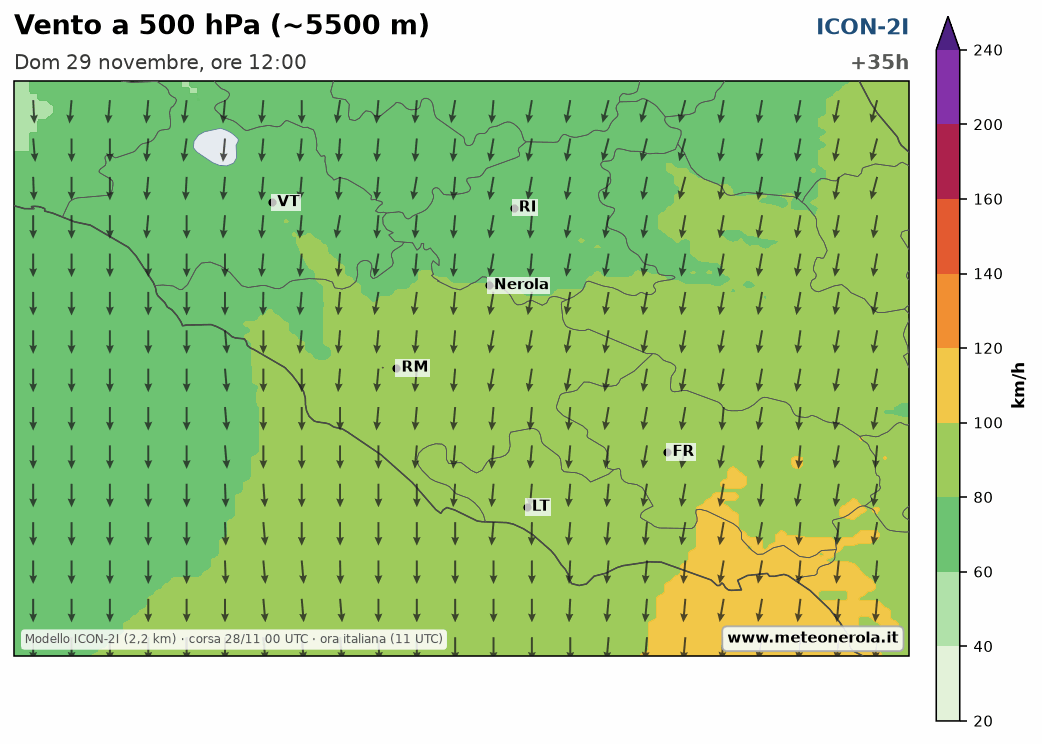 Vento a 500 hPa (~5500 m)
ICON-2I
Dom 29 novembre, ore 12:00
+35h
VT
RI
Nerola
RM
FR
LT
240
200
160
140
120
100
80
60
40
20
km/h
Modello ICON-2I (2,2 km) · corsa 28/11 00 UTC · ora italiana (11 UTC)
www.meteonerola.it